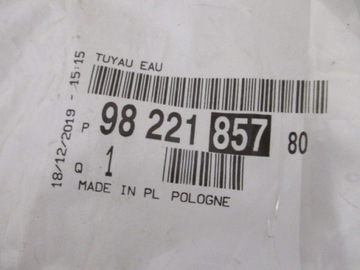 TUYAU EAU
18/12/2019 - 15:15
P 98 221 857 80
Q 1
MADE IN PL POLOGNE